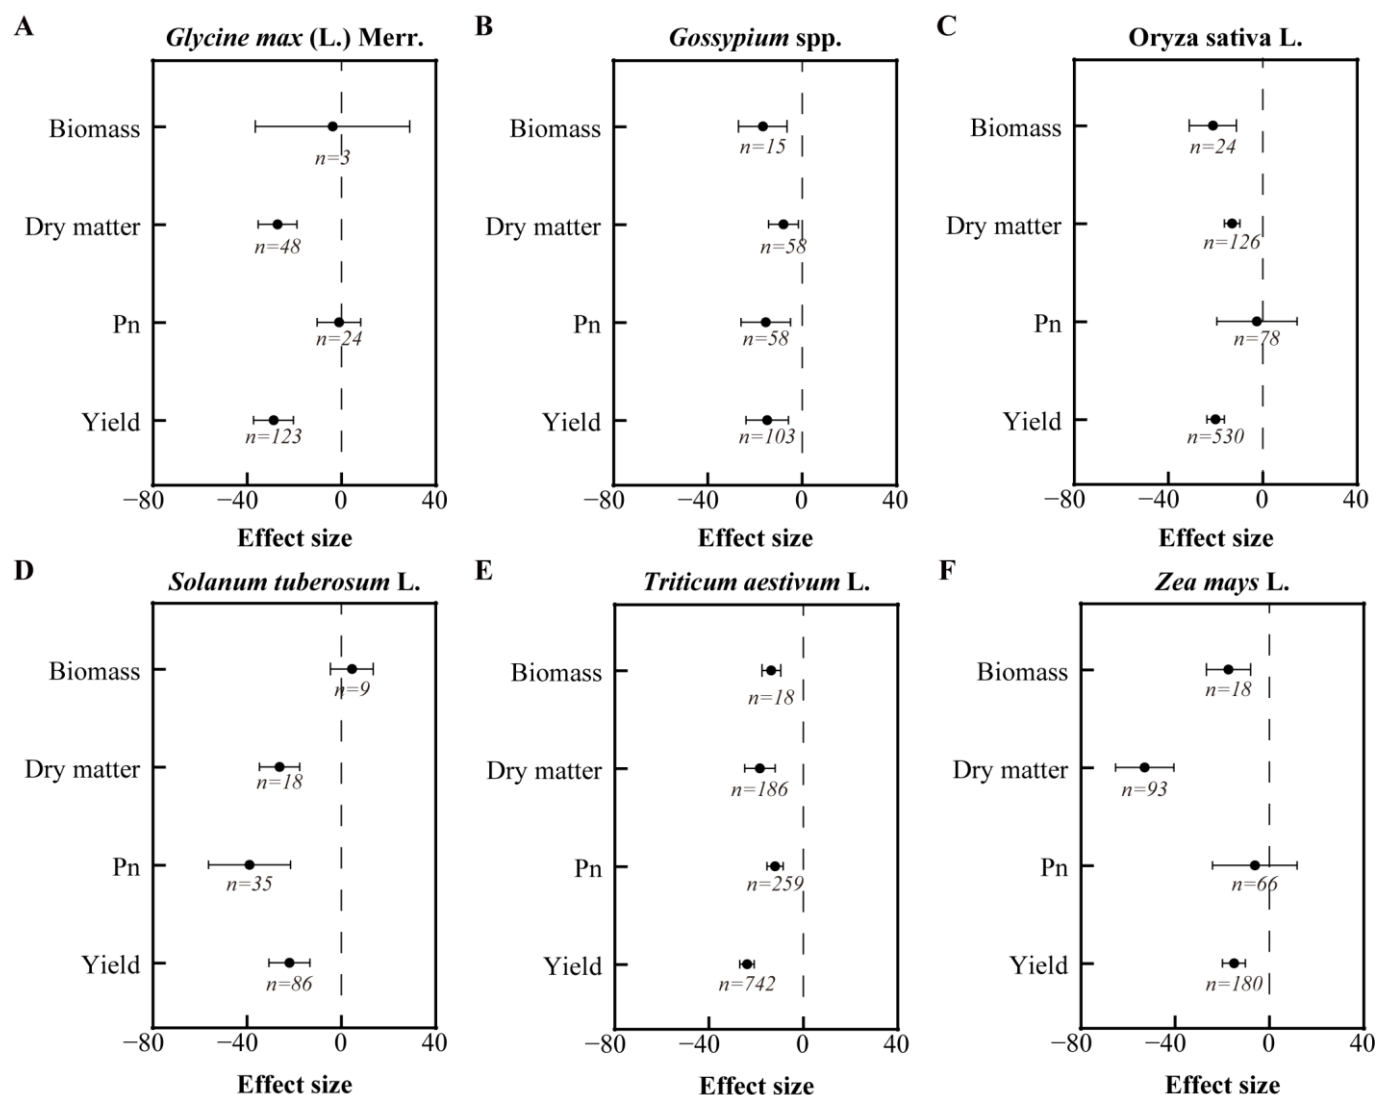 A
Glycine max (L.) Merr.
Biomass
n=3
Dry matter
n=48
Pn
n=24
Yield
n=123
−80
−40
0
40
Effect size
B
Gossypium spp.
Biomass
n=15
Dry matter
n=58
Pn
n=58
Yield
n=103
−80
−40
0
40
Effect size
C
Oryza sativa L.
Biomass
n=24
Dry matter
n=126
Pn
n=78
Yield
n=530
−80
−40
0
40
Effect size
D
Solanum tuberosum L.
Biomass
n=9
Dry matter
n=18
Pn
n=35
Yield
n=86
−80
−40
0
40
Effect size
E
Triticum aestivum L.
Biomass
n=18
Dry matter
n=186
Pn
n=259
Yield
n=742
−80
−40
0
40
Effect size
F
Zea mays L.
Biomass
n=18
Dry matter
n=93
Pn
n=66
Yield
n=180
−80
−40
0
40
Effect size